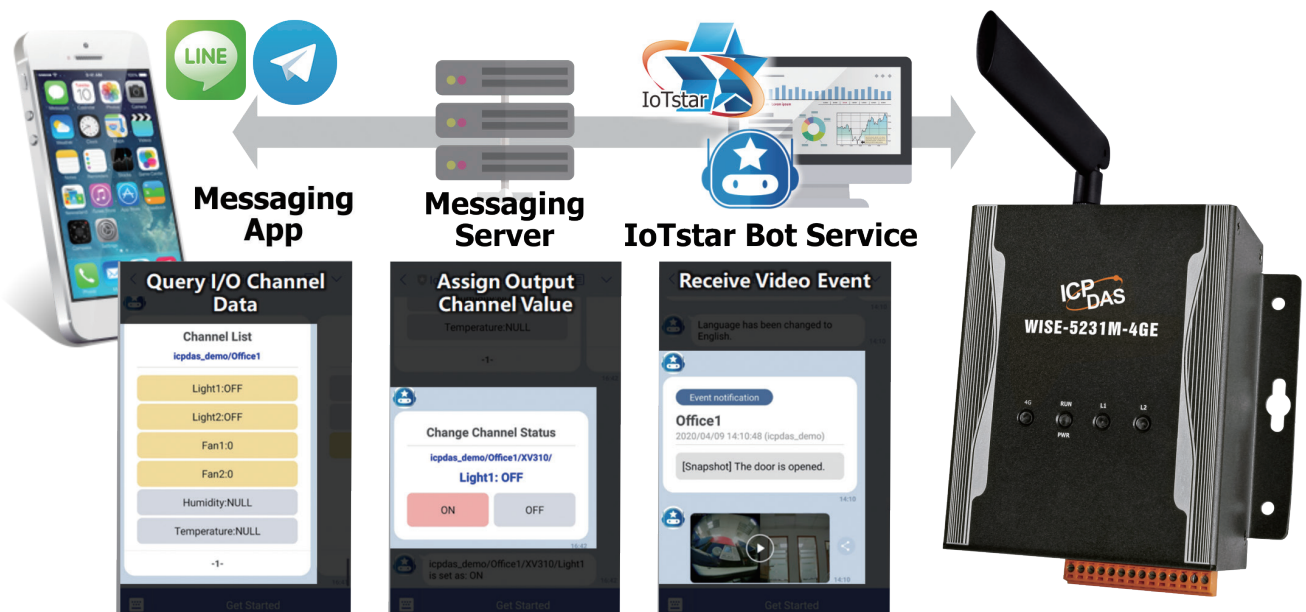 LINE
IoTstar
Messaging
App
Messaging
Server
IoTstar Bot Service
Query I/O Channel
Data
Channel List
icpdas_demo/Office1
Light1:OFF
Light2:OFF
Fan1:0
Fan2:0
Humidity:NULL
Temperature:NULL
-1-
Get Started
Assign Output
Channel Value
Temperature:NULL
-1-
Change Channel Status
icpdas_demo/Office1/XV310/
Light1: OFF
ON
OFF
16:42
icpdas_demo/Office1/XV310/Light1
is set as: ON
Get Started
Receive Video Event
Language has been changed to
English.
Event notification
Office1
2020/04/09 14:10:48 (icpdas_demo)
[Snapshot] The door is opened.
14:10
14:10
Get Started
ICP
DAS
WISE-5231M-4GE
4G
RUN
L1
L2
PWR